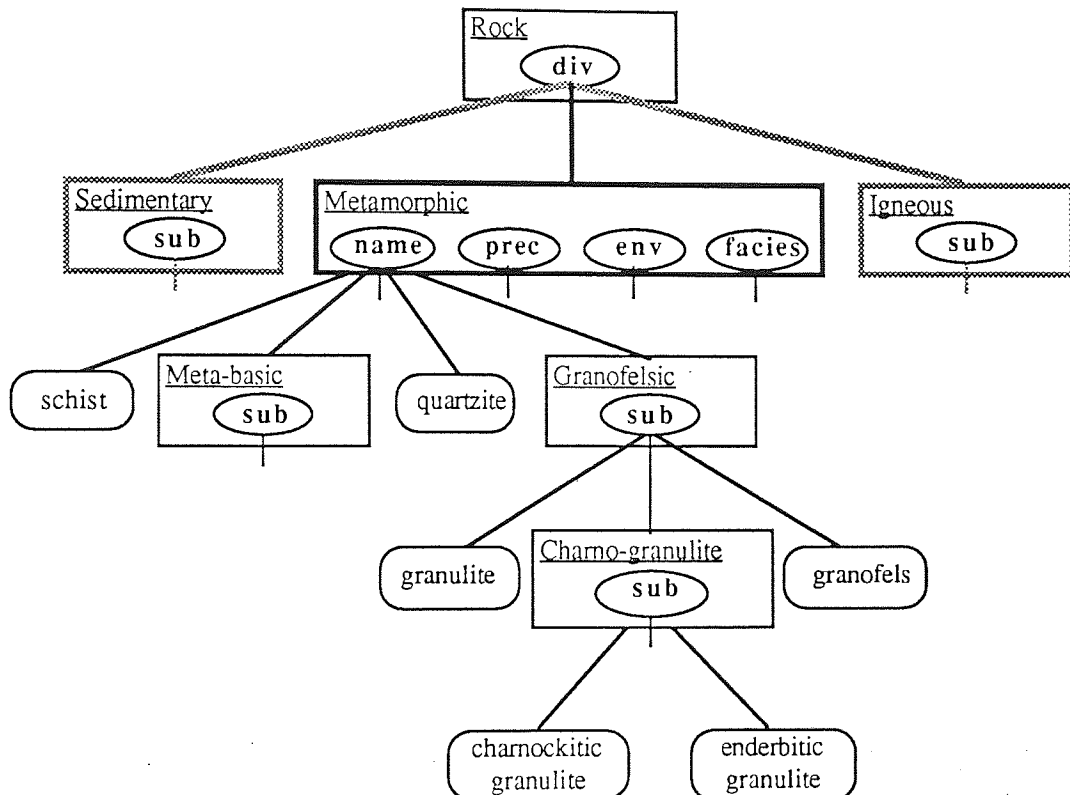 Rock
div
Sedimentary
sub
Metamorphic
name prec env facies
Igneous
sub
schist
Meta-basic
sub
quartzite
Granofelsic
sub
granulite
Charno-granulite
sub
granofels
charnockitic
granulite
enderbitic
granulite